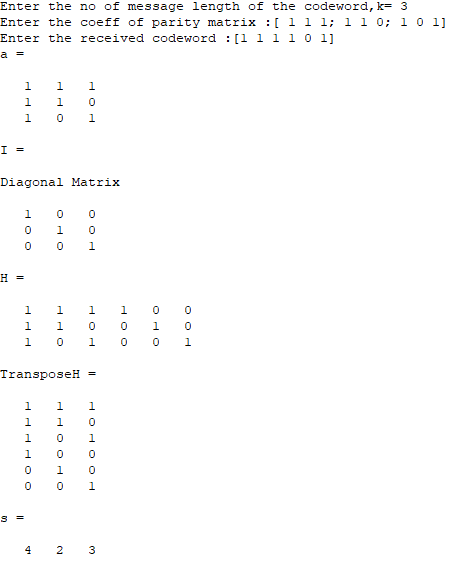 Enter the no of message length of the codeword,k= 3
Enter the coeff of parity matrix :[ 1 1 1; 1 1 0; 1 0 1]
Enter the received codeword :[1 1 1 1 0 1]
a =
1 1 1
1 1 0
1 0 1
I =
Diagonal Matrix
1 0 0
0 1 0
0 0 1
H =
1 1 1 1 0 0
1 1 0 0 1 0
1 0 1 0 0 1
TransposeH =
1 1 1
1 1 0
1 0 1
1 0 0
0 1 0
0 0 1
s =
4 2 3